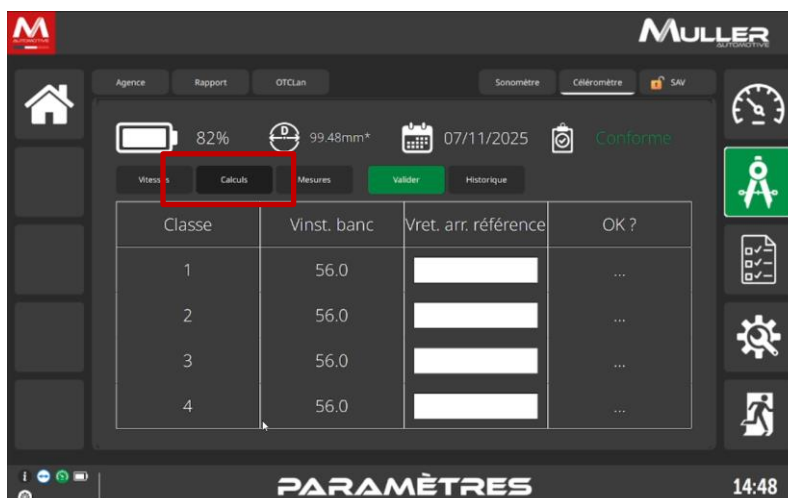 M
AUTOMOTIVE
MULLER
AUTOMOTIVE
Agence Rapport OTCLan Sonomètre Céléromètre SAV
82% D 99.48mm* 07/11/2025 Conforme
Vitesses Calculs Mesures Valider Historique
Classe Vinst. banc Vret. arr. référence OK ?
1 56.0 ...
2 56.0 ...
3 56.0 ...
4 56.0 ...
PARAMÈTRES 14:48